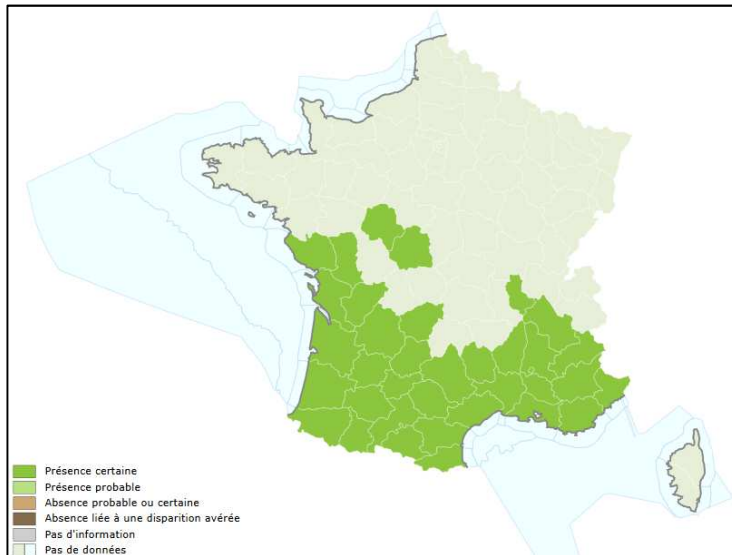 Présence certaine
Présence probable
Absence probable ou certaine
Absence liée à une disparition avérée
Pas d'information
Pas de données